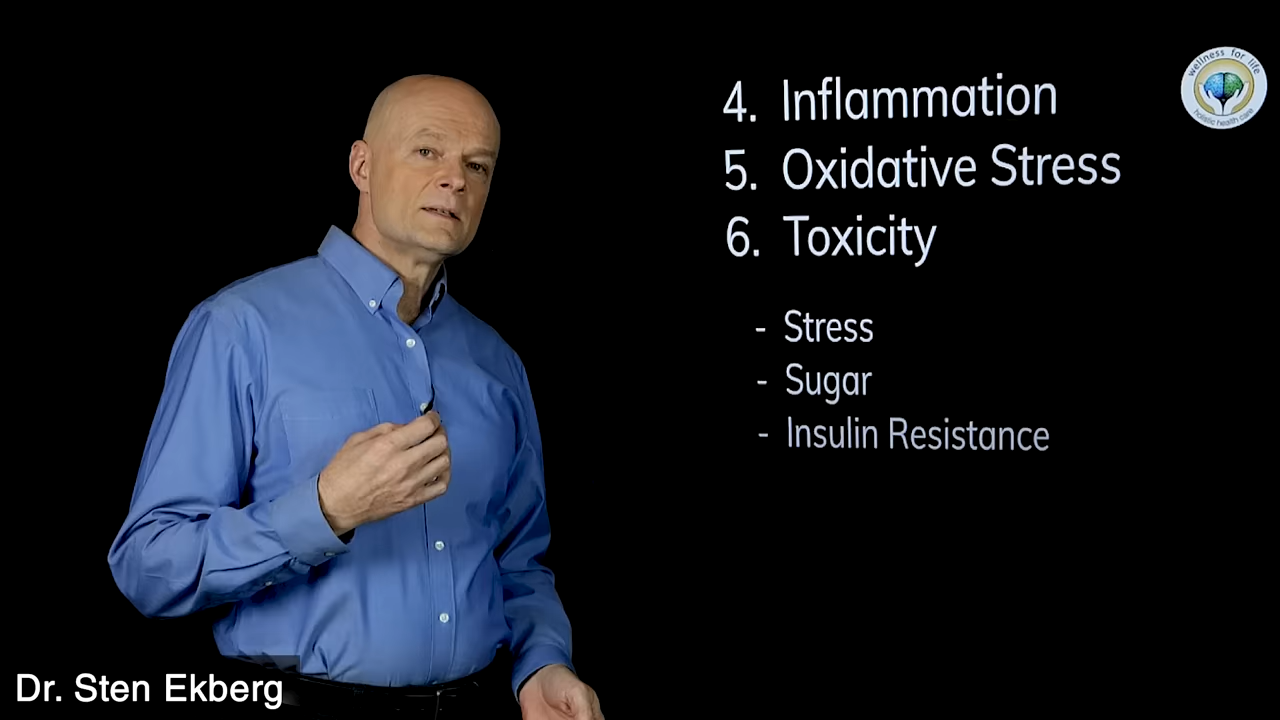 4. Inflammation
5. Oxidative Stress
6. Toxicity
- Stress
- Sugar
- Insulin Resistance
wellness for life
holistic health care
Dr. Sten Ekberg